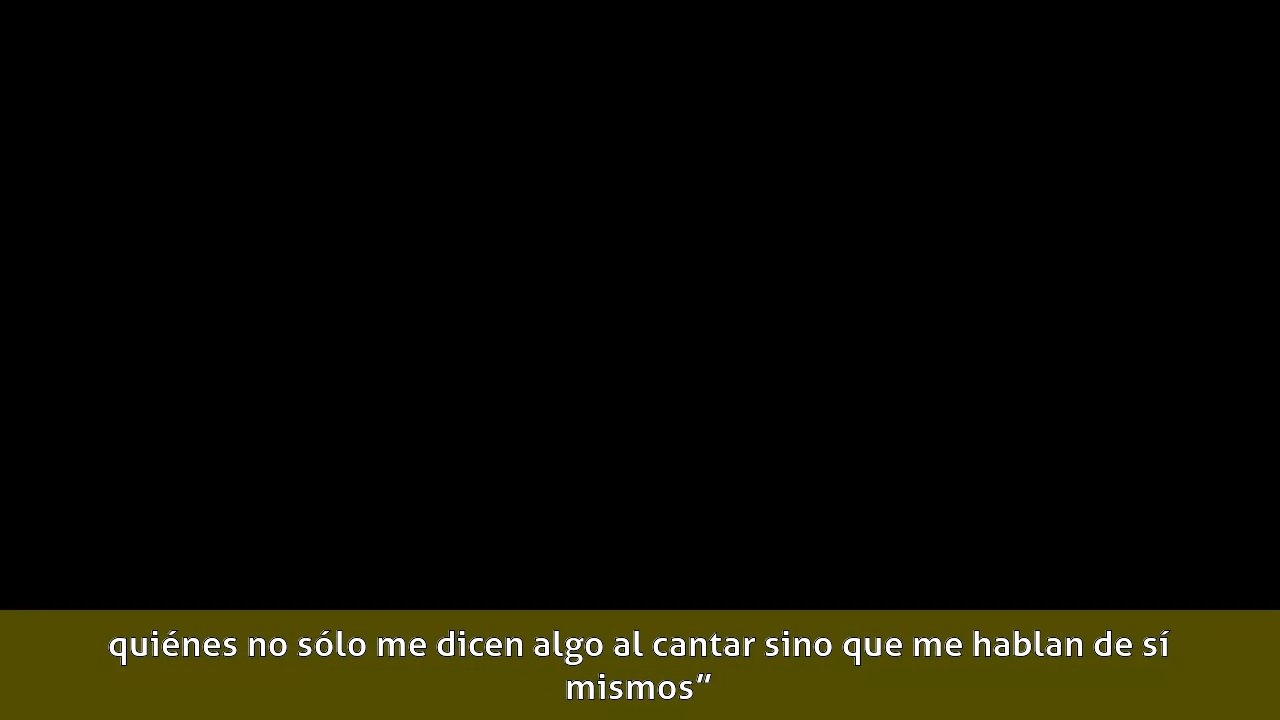 quiénes no sólo me dicen algo al cantar sino que me hablan de sí
mismos”